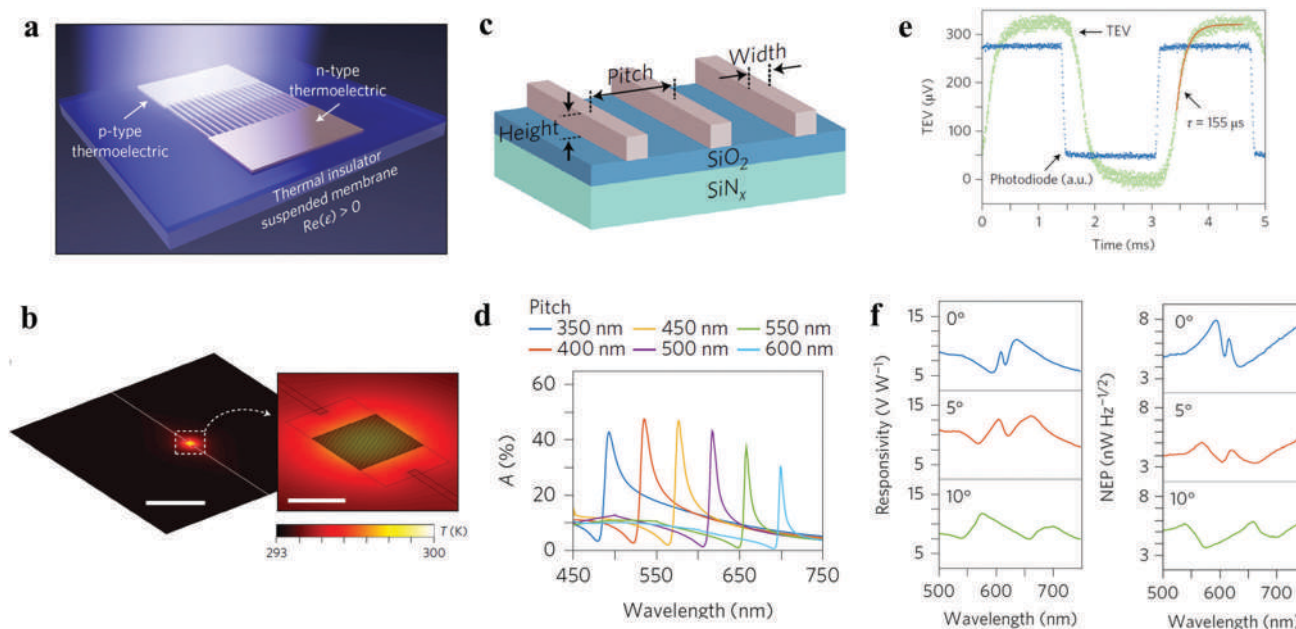 a
p-type
thermoelectric
n-type
thermoelectric
Thermal insulator
suspended membrane
Re(ε) > 0
b
T (K)
293
300
c
Pitch
Width
Height
SiO₂
SiNₓ
d
Pitch
350 nm 450 nm 550 nm
400 nm 500 nm 600 nm
A (%)
60
40
20
0
450 550 650 750
Wavelength (nm)
e
TEV (µV)
300
200
100
0
TEV
τ = 155 µs
Photodiode (a.u.)
0 1 2 3 4 5
Time (ms)
f
Responsivity (V W⁻¹)
15
5
0°
15
5
5°
15
5
10°
500 600 700
Wavelength (nm)
NEP (nW Hz⁻¹/²)
8
3
0°
8
3
5°
8
3
10°
500 600 700
Wavelength (nm)